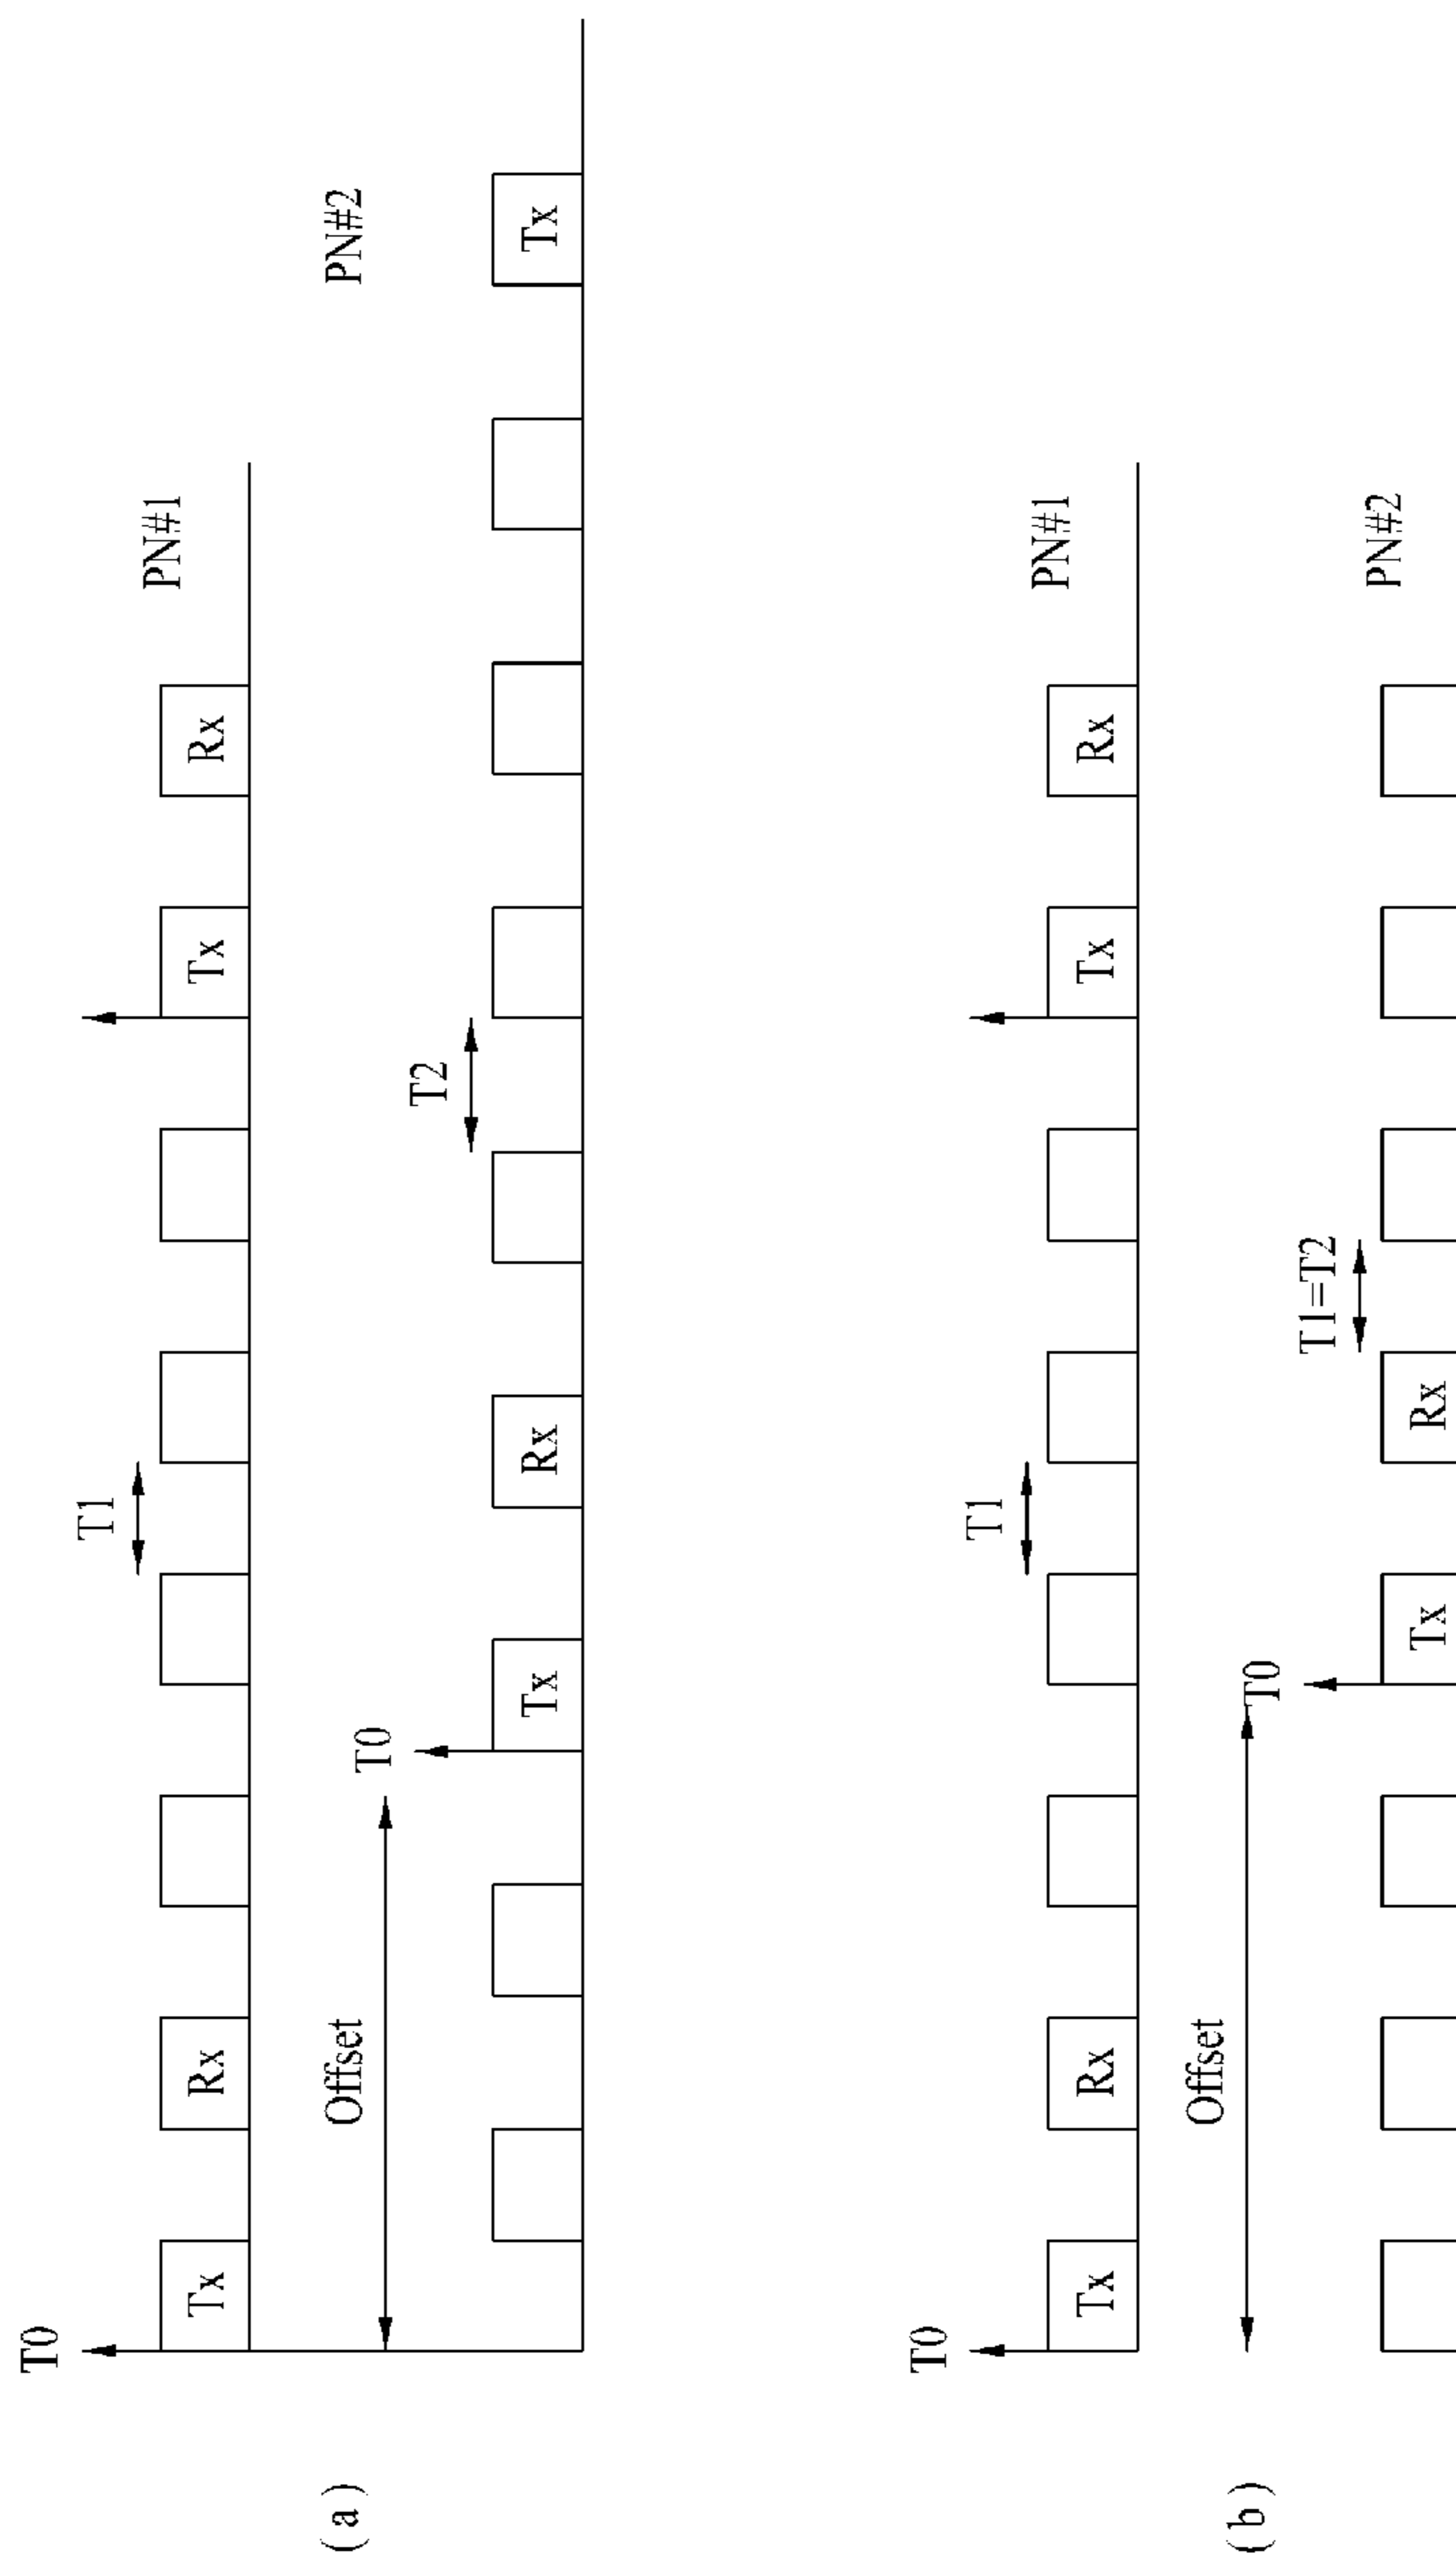 (a)
T0
T1
PN#1
Tx
Rx
Tx
Rx
Offset
T0
T2
PN#2
Tx
Rx
Tx
(b)
T0
T1
PN#1
Tx
Rx
Tx
Rx
Offset
T0
T1=T2
PN#2
Tx
Rx